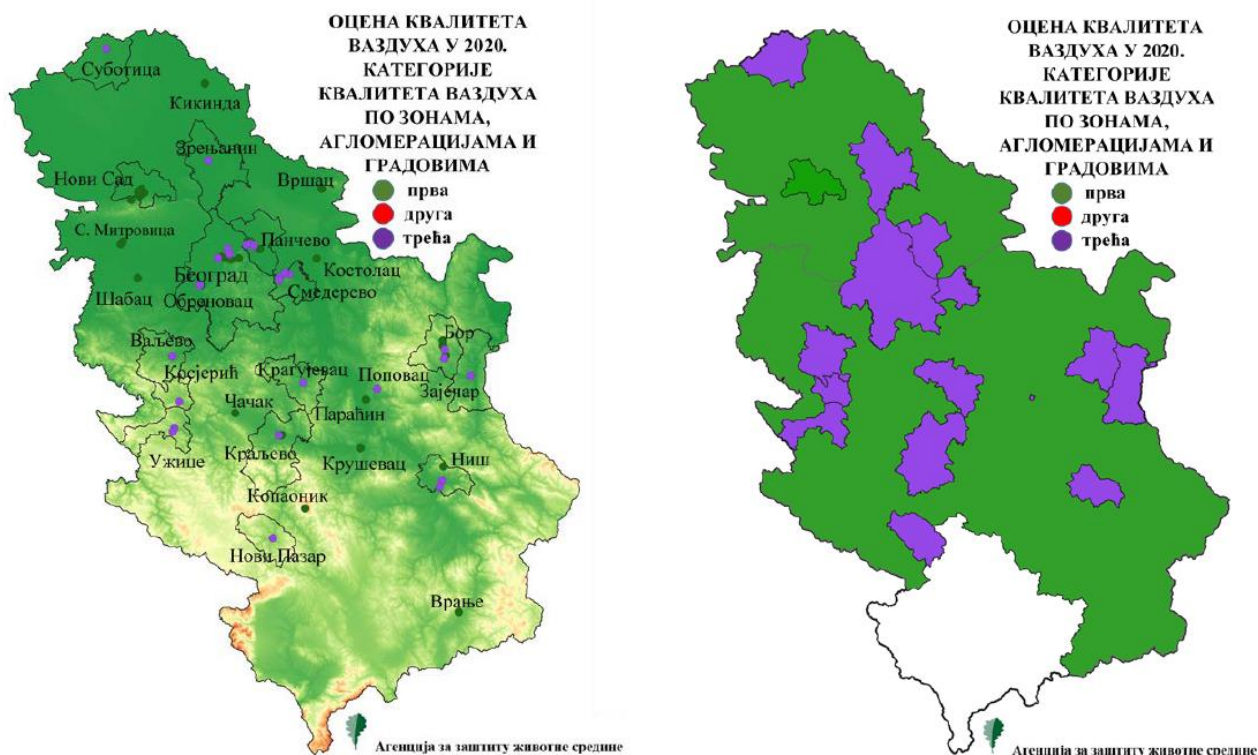 ОЦЕНА КВАЛИТЕТА
ВАЗДУХА У 2020.
КАТЕГОРИЈЕ
КВАЛИТЕТА ВАЗДУХА
ПО ЗОНАМА,
АГЛОМЕРАЦИЈАМА И
ГРАДОВИМА
прва
друга
трећа
Суботица
Кикинда
Зрењанин
Нови Сад
Вршац
С. Митровица
Панчево
Београд
Костолац
Шабац
Обреновац
Смедерево
Бор
Ваљево
Косјерић
Крагујевац
Поповац
Зајечар
Чачак
Параћин
Ужице
Краљево
Крушевац
Ниш
Копаоник
Нови Пазар
Врање
Агенција за заштиту животне средине
ОЦЕНА КВАЛИТЕТА
ВАЗДУХА У 2020.
КАТЕГОРИЈЕ
КВАЛИТЕТА ВАЗДУХА
ПО ЗОНАМА,
АГЛОМЕРАЦИЈАМА И
ГРАДОВИМА
прва
друга
трећа
Агенција за заштиту животне средине